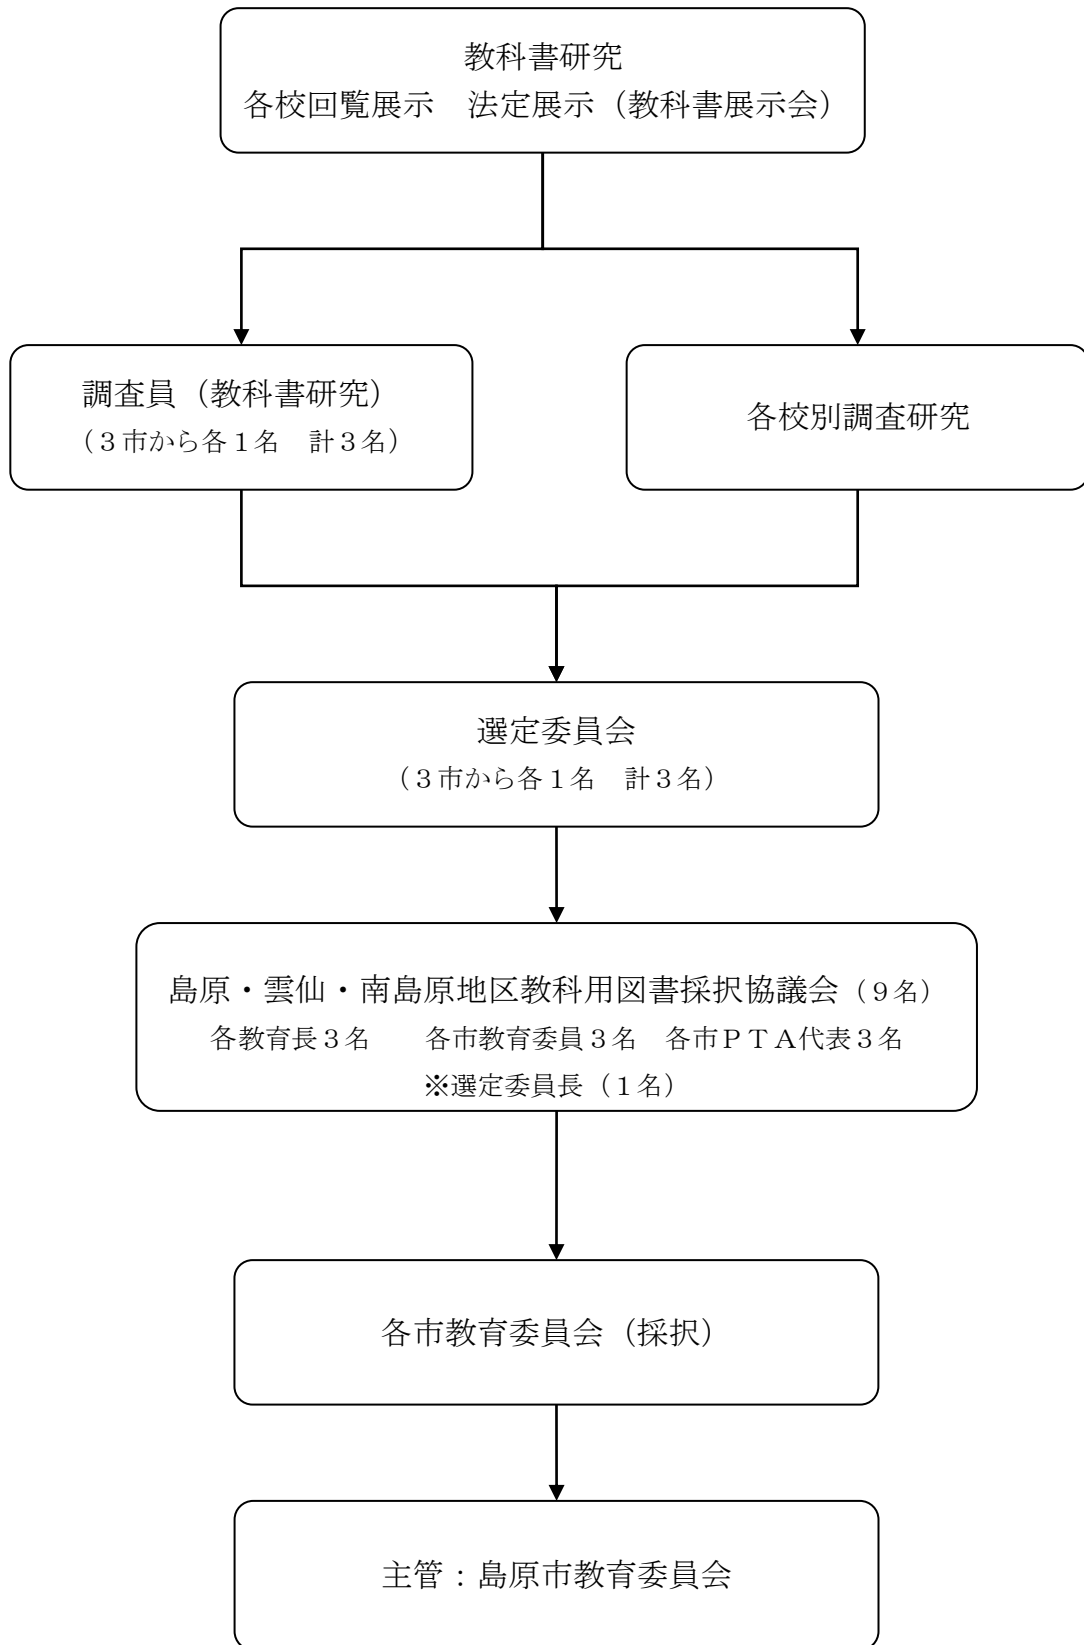 教科書研究
各校回覧展示　法定展示（教科書展示会）
調査員（教科書研究）
（３市から各１名　計３名）
各校別調査研究
選定委員会
（３市から各１名　計３名）
島原・雲仙・南島原地区教科用図書採択協議会（９名）
各教育長３名　　各市教育委員３名　各市ＰＴＡ代表３名
※選定委員長（１名）
各市教育委員会（採択）
主管：島原市教育委員会